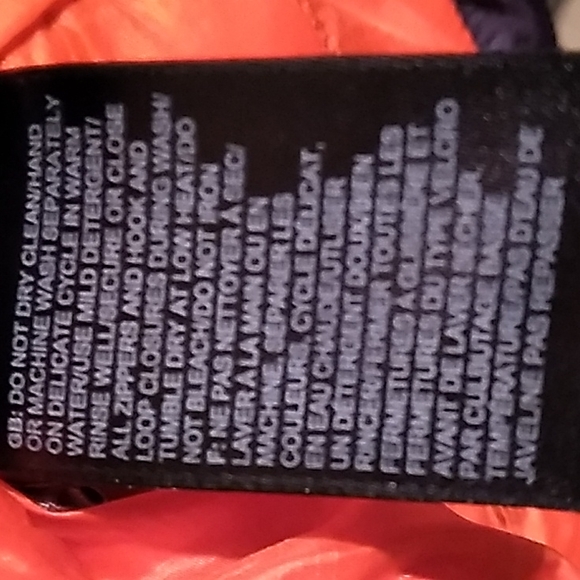 GB: DO NOT DRY CLEAN/HAND
OR MACHINE WASH SEPARATELY
ON DELICATE CYCLE IN WARM
WATER/USE MILD DETERGENT/
RINSE WELL/SECURE OR CLOSE
ALL ZIPPERS AND HOOK AND
LOOP CLOSURES DURING WASH/
TUMBLE DRY AT LOW HEAT/DO
NOT BLEACH/DO NOT IRON
F: NE PAS NETTOYER À SEC/
LAVER À LA MAIN OU EN
MACHINE, SEPARER LES
COULEURS, CYCLE DÉLICAT,
EN EAU CHAUDE/UTILISER
UN DÉTERGENT DOUX/BIEN
RINCER/FERMER TOUTES LES
FERMETURES À GLISSIÈRE ET
FERMETURES DU TYPE VELCRO
AVANT DE LAVER/SÉCHER
PAR CULBUTAGE BASSE
TEMPÉRATURE/PAS D'EAU DE
JAVEL/NE PAS REPASSER